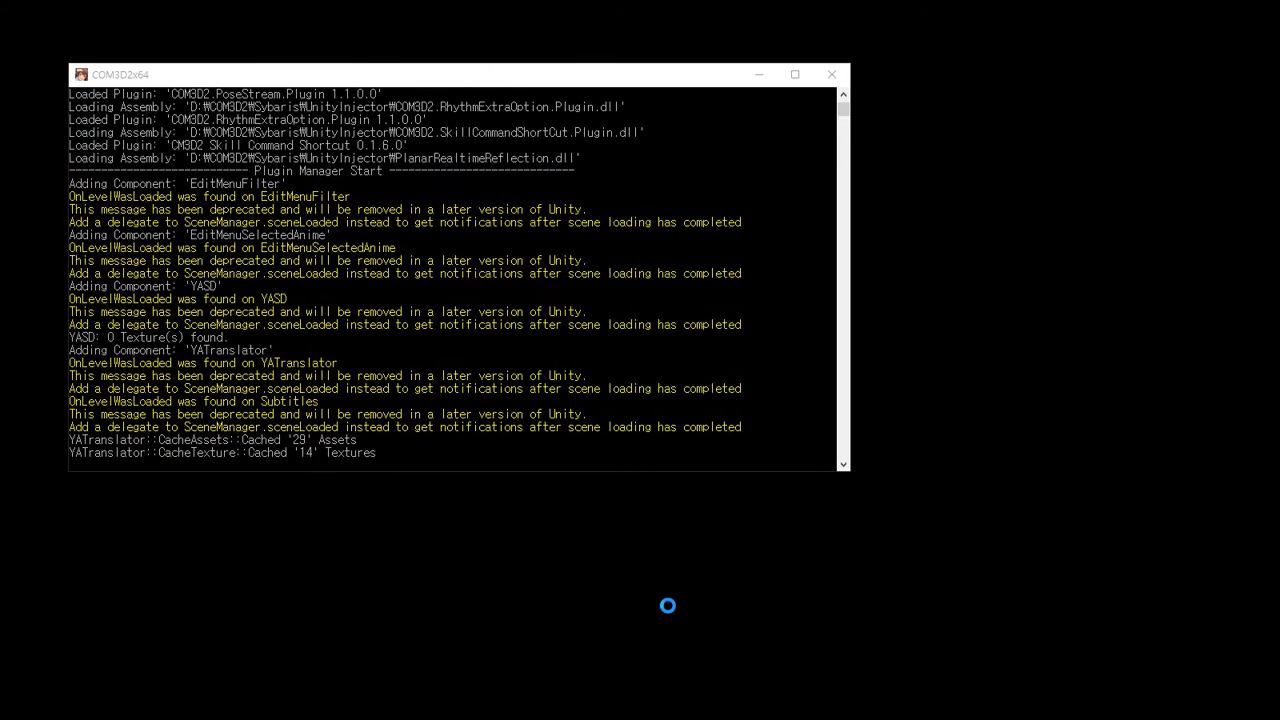 COM3D2x64
Loaded Plugin: 'COM3D2.PoseStream.Plugin 1.1.0.0'
Loading Assembly: 'D:₩COM3D2₩Sybaris₩UnityInjector₩COM3D2.RhythmExtraOption.Plugin.dll'
Loaded Plugin: 'COM3D2.RhythmExtraOption.Plugin 1.1.0.0'
Loading Assembly: 'D:₩COM3D2₩Sybaris₩UnityInjector₩COM3D2.SkillCommandShortCut.Plugin.dll'
Loaded Plugin: 'CM3D2 Skill Command Shortcut 0.1.6.0'
Loading Assembly: 'D:₩COM3D2₩Sybaris₩UnityInjector₩PlanarRealtimeReflection.dll'
---------------------------- Plugin Manager Start -----------------------------
Adding Component: 'EditMenuFilter'
OnLevelWasLoaded was found on EditMenuFilter
This message has been deprecated and will be removed in a later version of Unity.
Add a delegate to SceneManager.sceneLoaded instead to get notifications after scene loading has completed
Adding Component: 'EditMenuSelectedAnime'
OnLevelWasLoaded was found on EditMenuSelectedAnime
This message has been deprecated and will be removed in a later version of Unity.
Add a delegate to SceneManager.sceneLoaded instead to get notifications after scene loading has completed
Adding Component: 'YASD'
OnLevelWasLoaded was found on YASD
This message has been deprecated and will be removed in a later version of Unity.
Add a delegate to SceneManager.sceneLoaded instead to get notifications after scene loading has completed
YASD: 0 Texture(s) found.
Adding Component: 'YATranslator'
OnLevelWasLoaded was found on YATranslator
This message has been deprecated and will be removed in a later version of Unity.
Add a delegate to SceneManager.sceneLoaded instead to get notifications after scene loading has completed
OnLevelWasLoaded was found on Subtitles
This message has been deprecated and will be removed in a later version of Unity.
Add a delegate to SceneManager.sceneLoaded instead to get notifications after scene loading has completed
YATranslator::CacheAssets::Cached '29' Assets
YATranslator::CacheTexture::Cached '14' Textures